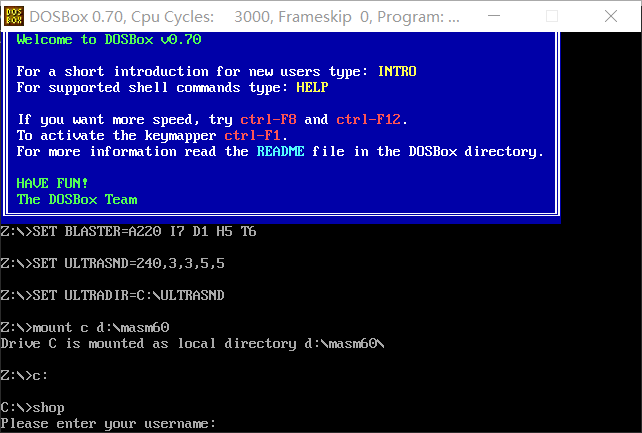 DOS BOX
DOSBox 0.70, Cpu Cycles: 3000, Frameskip 0, Program: ...
Welcome to DOSBox v0.70
For a short introduction for new users type: INTRO
For supported shell commands type: HELP
If you want more speed, try ctrl-F8 and ctrl-F12.
To activate the keymapper ctrl-F1.
For more information read the README file in the DOSBox directory.
HAVE FUN!
The DOSBox Team
Z:\>SET BLASTER=A220 I7 D1 H5 T6
Z:\>SET ULTRASND=240,3,3,5,5
Z:\>SET ULTRADIR=C:\ULTRASND
Z:\>mount c d:\masm60
Drive C is mounted as local directory d:\masm60\
Z:\>c:
C:\>shop
Please enter your username: